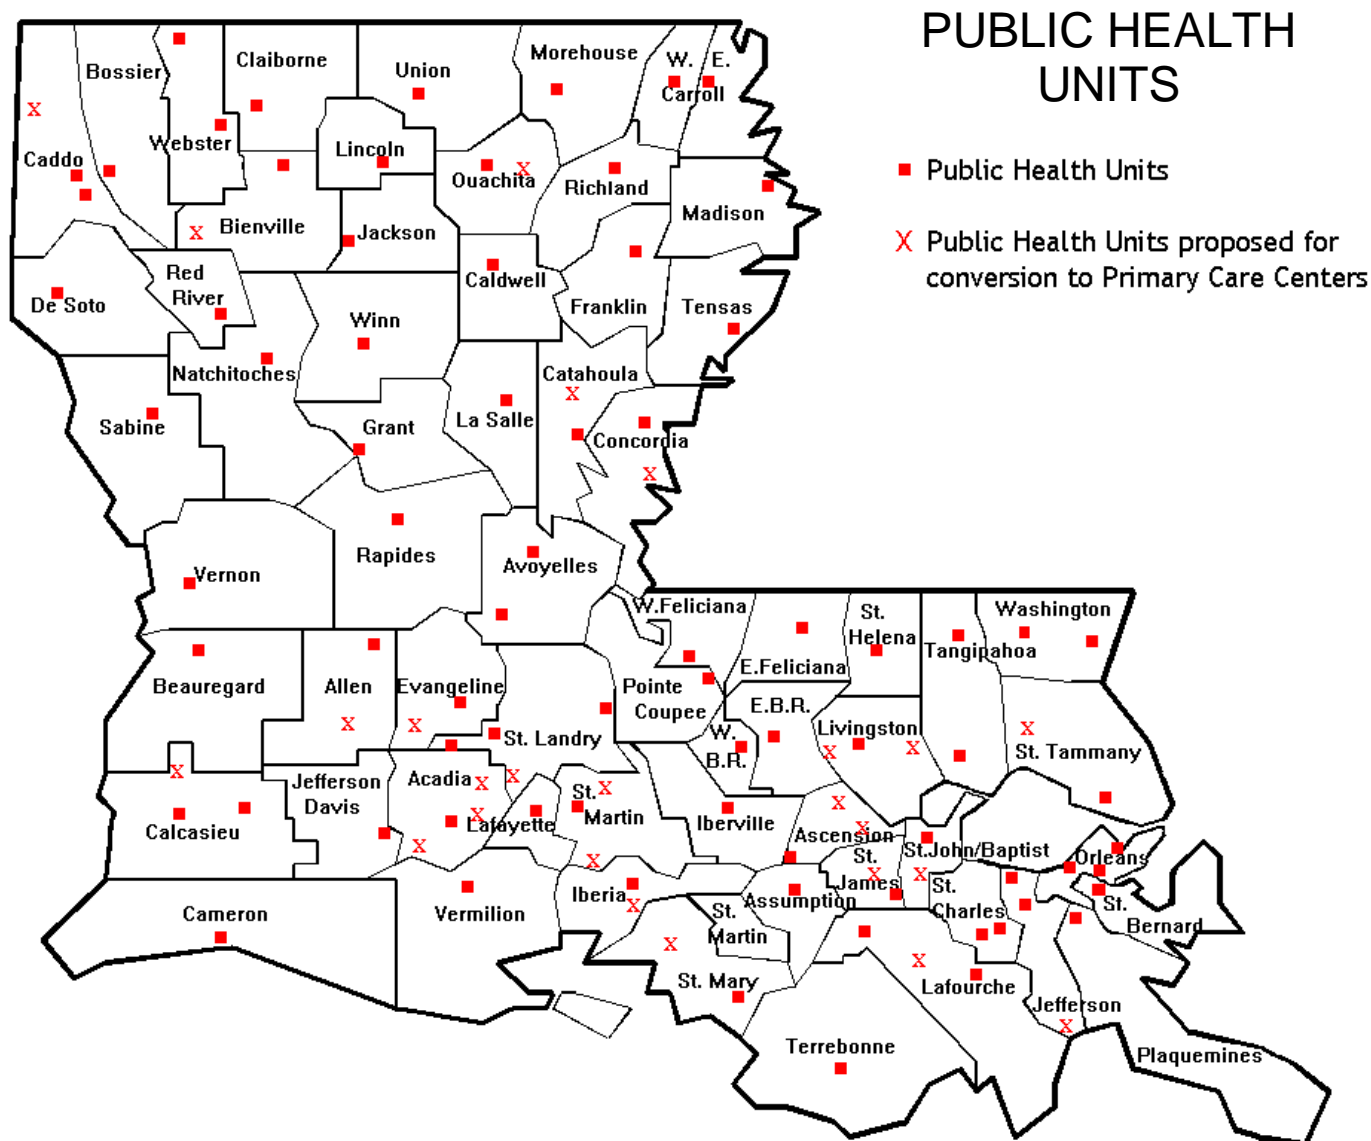 PUBLIC HEALTH
UNITS
Public Health Units
X Public Health Units proposed for
conversion to Primary Care Centers
Morehouse
W. E.
Carroll
Claiborne
Union
Bossier
Webster
Caddo
Lincoln
Ouachita
Richland
Madison
Bienville
Jackson
Red
River
Caldwell
De Soto
Franklin
Tensas
Winn
Natchitoches
Catahoula
Sabine
Grant
La Salle
Concordia
Rapides
Avoyelles
Vernon
W.Feliciana
St.
Helena
Washington
Tangipahoa
E.Feliciana
Beauregard
Allen
Evangeline
Pointe
Coupee
E.B.R.
Livingston
W.
B.R.
St. Landry
St. Tammany
Jefferson
Davis
Acadia
St.
Martin
Calcasieu
Lafayette
Iberville
Ascension
St.John/Baptist
Orleans
St.
James
St.
Charles
Iberia
Assumption
St.
Bernard
Cameron
Vermilion
St.
Martin
St. Mary
Lafourche
Jefferson
Terrebonne
Plaquemines